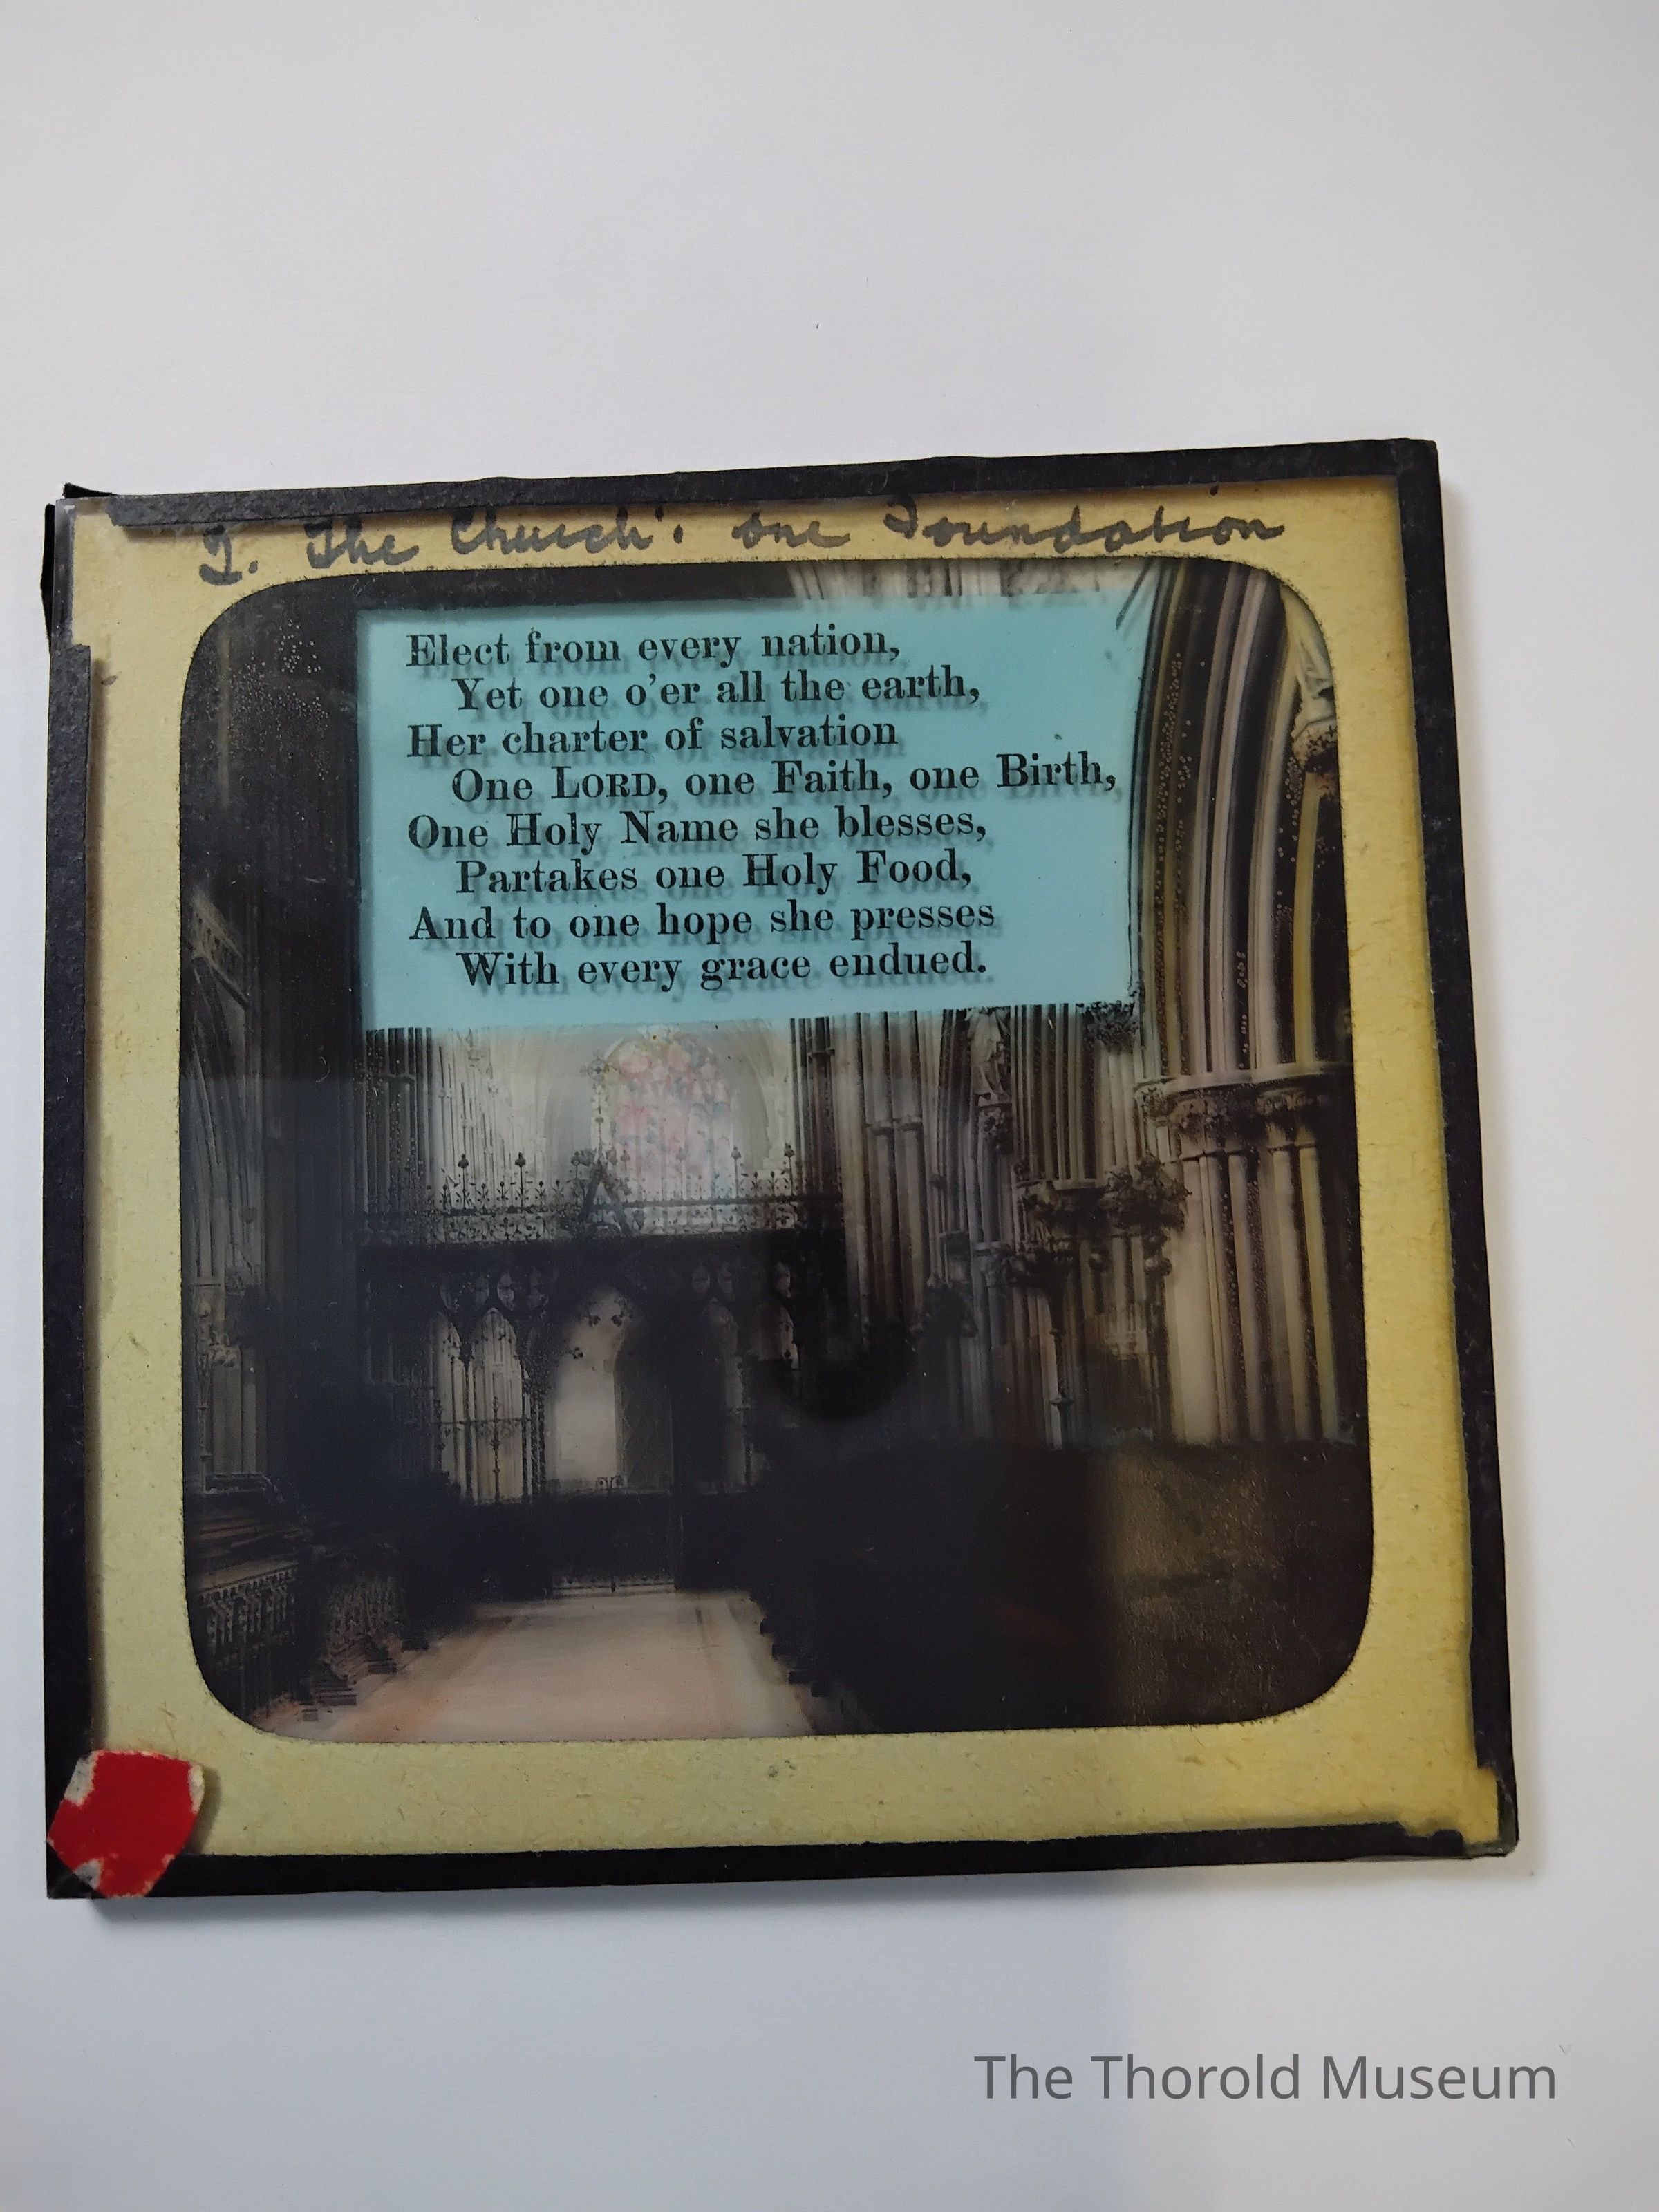 2. The Church's one Foundation
Elect from every nation,
Yet one o'er all the earth,
Her charter of salvation
One LORD, one Faith, one Birth,
One Holy Name she blesses,
Partakes one Holy Food,
And to one hope she presses
With every grace endued.
The Thorold Museum